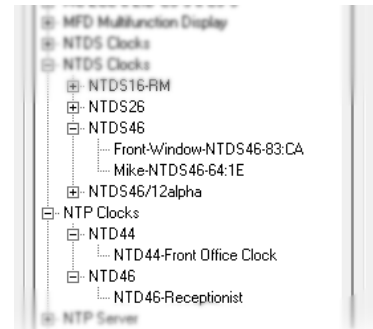 MFD Multifunction Display
NTDS Clocks
NTDS Clocks
NTDS16-RM
NTDS26
NTDS46
Front-Window-NTDS46-83:CA
Mike-NTDS46-64:1E
NTDS46/12alpha
NTP Clocks
NTD44
NTD44-Front Office Clock
NTD46
NTD46-Receptionist
NTP Server